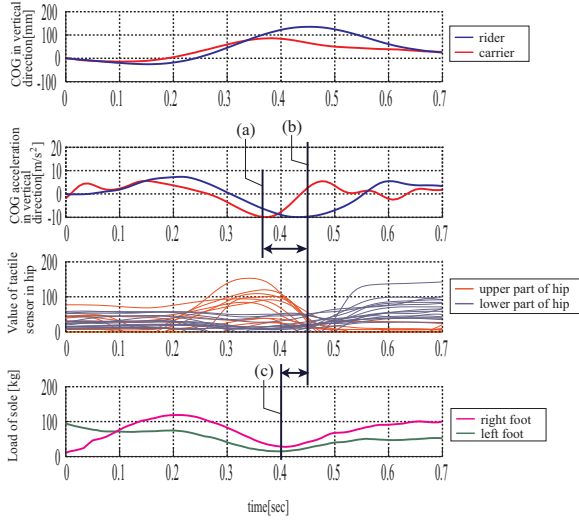 COG in vertical
direction[mm]
200
100
0
-100
0 0.1 0.2 0.3 0.4 0.5 0.6 0.7
rider
carrier
(a) (b)
COG acceleration
in vertical
direction[m/s²]
20
10
0
-10
0 0.1 0.2 0.3 0.4 0.5 0.6 0.7
Value of tactile
sensor in hip
200
100
0
0 0.1 0.2 0.3 0.4 0.5 0.6 0.7
upper part of hip
lower part of hip
(c)
Load of sole [kg]
200
100
0
0 0.1 0.2 0.3 0.4 0.5 0.6 0.7
right foot
left foot
time[sec]